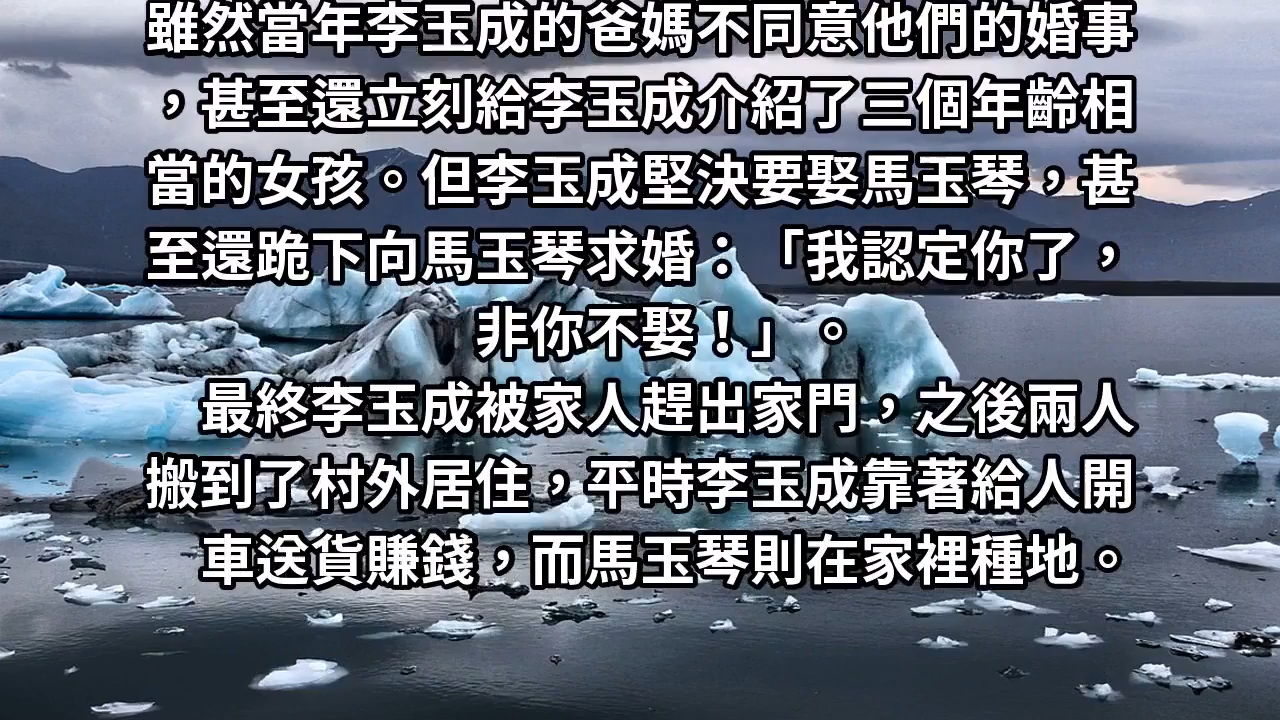 雖然當年李玉成的爸媽不同意他們的婚事
，甚至還立刻給李玉成介紹了三個年齡相
當的女孩。但李玉成堅決要娶馬玉琴，甚
至還跪下向馬玉琴求婚：「我認定你了，
非你不娶！」。
最終李玉成被家人趕出家門，之後兩人
搬到了村外居住，平時李玉成靠著給人開
車送貨賺錢，而馬玉琴則在家裡種地。